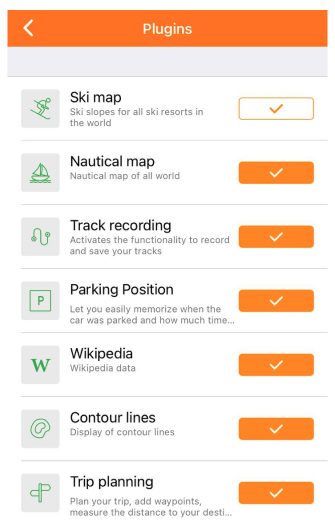 Plugins
Ski map
Ski slopes for all ski resorts in
the world
Nautical map
Nautical map of all world
Track recording
Activates the functionality to record
and save your tracks
P
Parking Position
Let you easily memorize when the
car was parked and how much time...
W
Wikipedia
Wikipedia data
Contour lines
Display of contour lines
Trip planning
Plan your trip, add waypoints,
measure the distance to your desti...